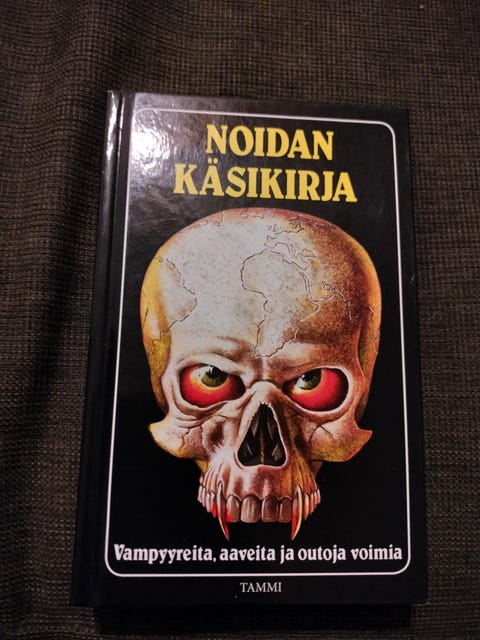 NOIDAN
KÄSIKIRJA
Vampyyreita, aaveita ja outoja voimia
TAMMI